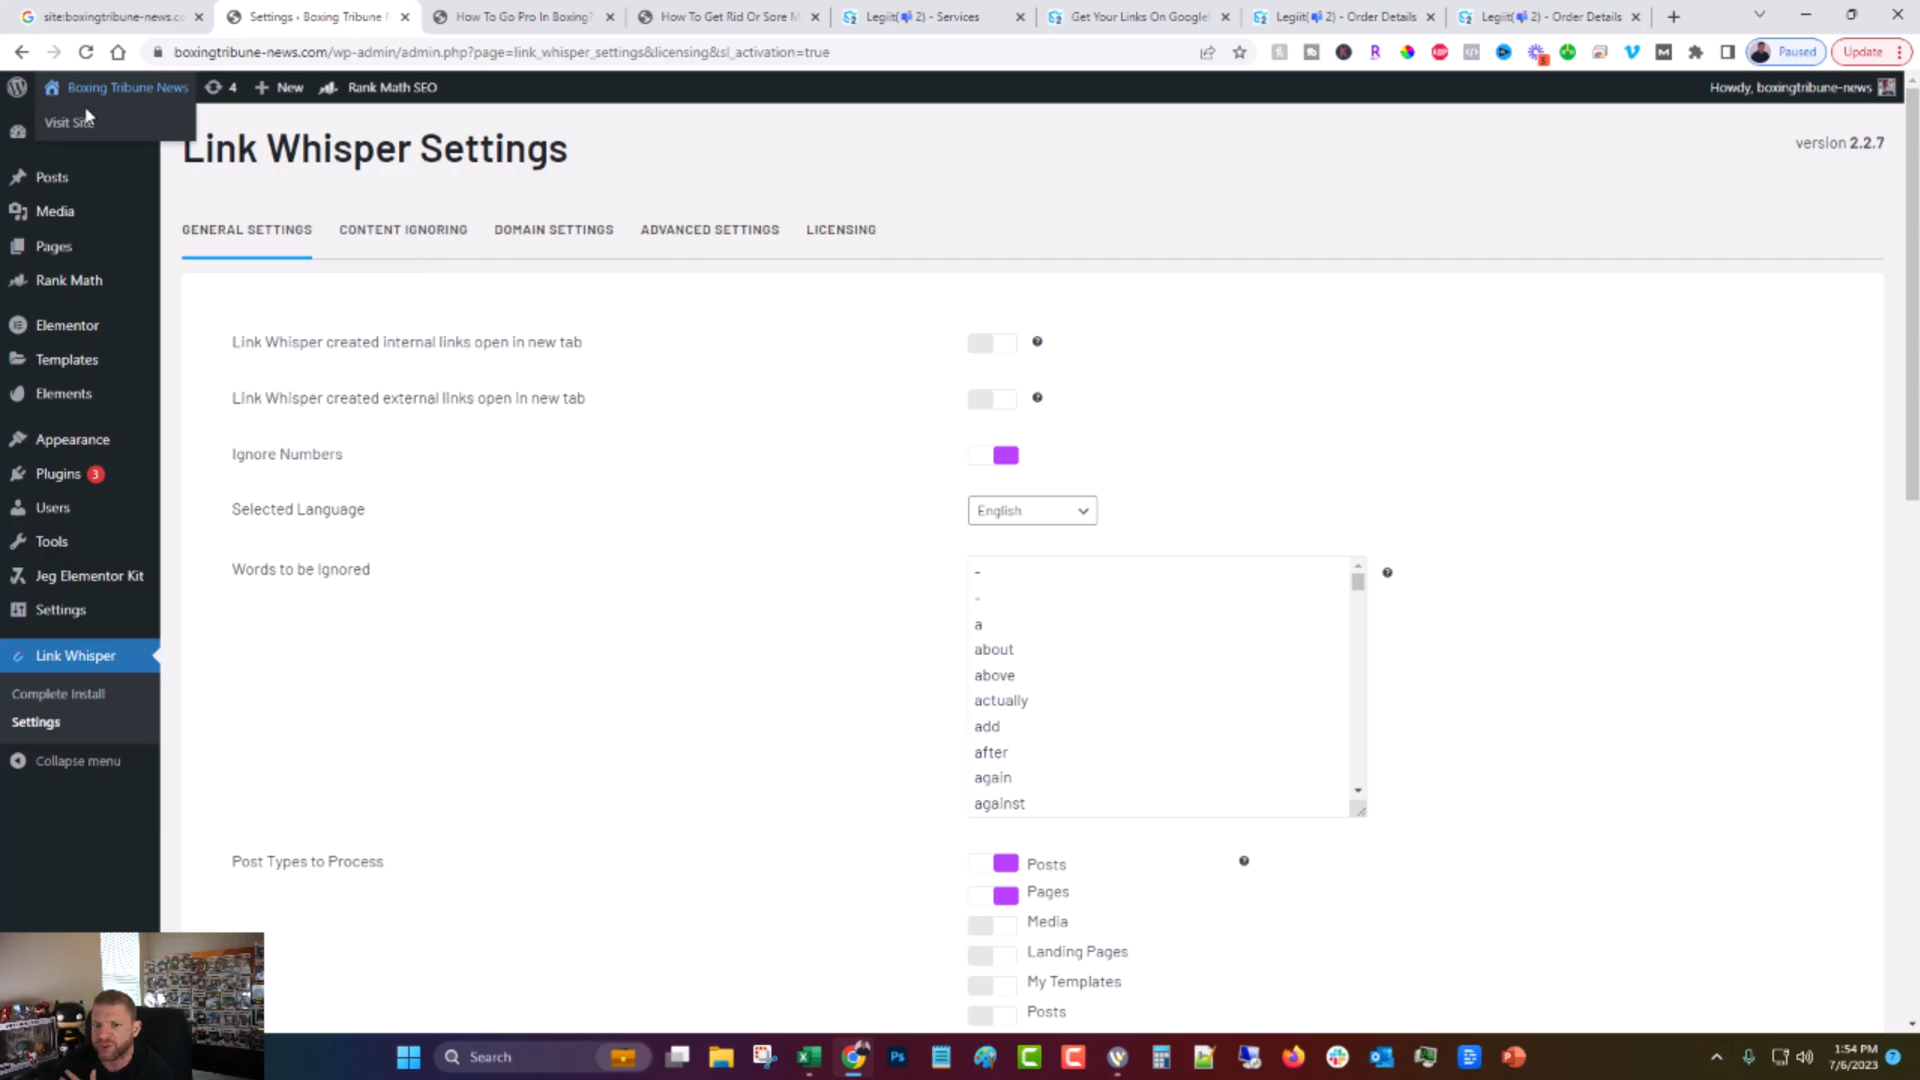 site:boxingtribune-news.co
Settings ‹ Boxing Tribune N
How To Go Pro In Boxing?
How To Get Rid Or Sore M
Legiit( 2) - Services
Get Your Links On Google!
Legiit( 2) - Order Details
Legiit( 2) - Order Details
boxingtribune-news.com/wp-admin/admin.php?page=link_whisper_settings&licensing&sl_activation=true
Paused
Update
Boxing Tribune News
4
New
Rank Math SEO
Howdy, boxingtribune-news
Visit Site
Link Whisper Settings
version 2.2.7
Posts
Media
Pages
Rank Math
Elementor
Templates
Elements
Appearance
Plugins 3
Users
Tools
Jeg Elementor Kit
Settings
Link Whisper
Complete Install
Settings
Collapse menu
GENERAL SETTINGS
CONTENT IGNORING
DOMAIN SETTINGS
ADVANCED SETTINGS
LICENSING
Link Whisper created internal links open in new tab
Link Whisper created external links open in new tab
Ignore Numbers
Selected Language
English
Words to be Ignored
-
-
a
about
above
actually
add
after
again
against
Post Types to Process
Posts
Pages
Media
Landing Pages
My Templates
Posts
Search
1:54 PM
7/6/2023